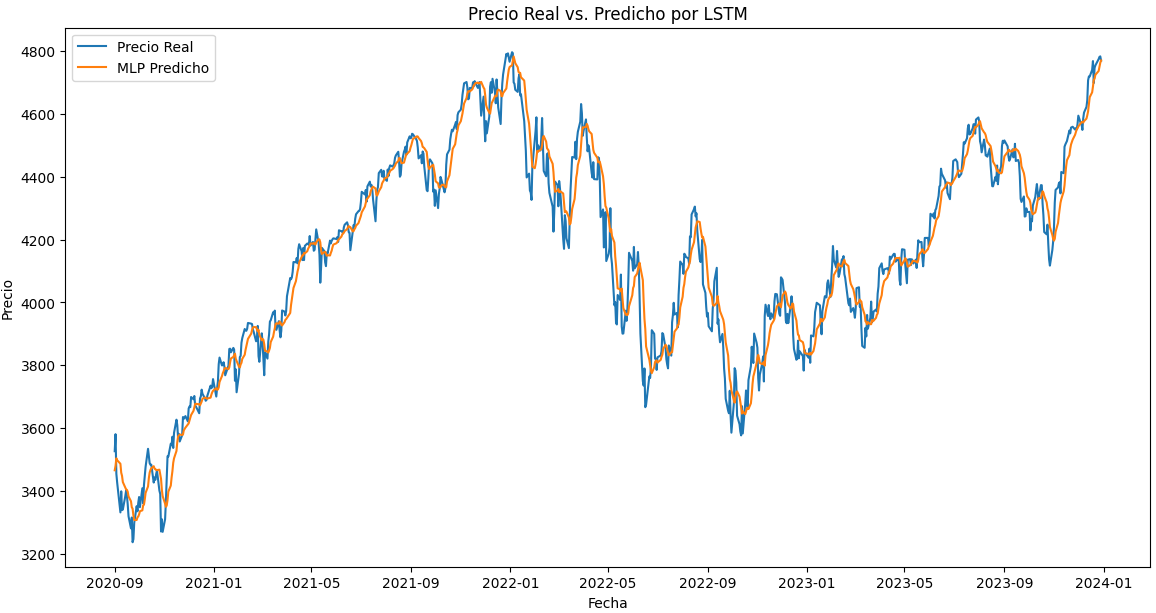 Precio Real vs. Predicho por LSTM
Precio Real
MLP Predicho
4800
4600
4400
4200
4000
3800
3600
3400
3200
Precio
2020-09 2021-01 2021-05 2021-09 2022-01 2022-05 2022-09 2023-01 2023-05 2023-09 2024-01
Fecha